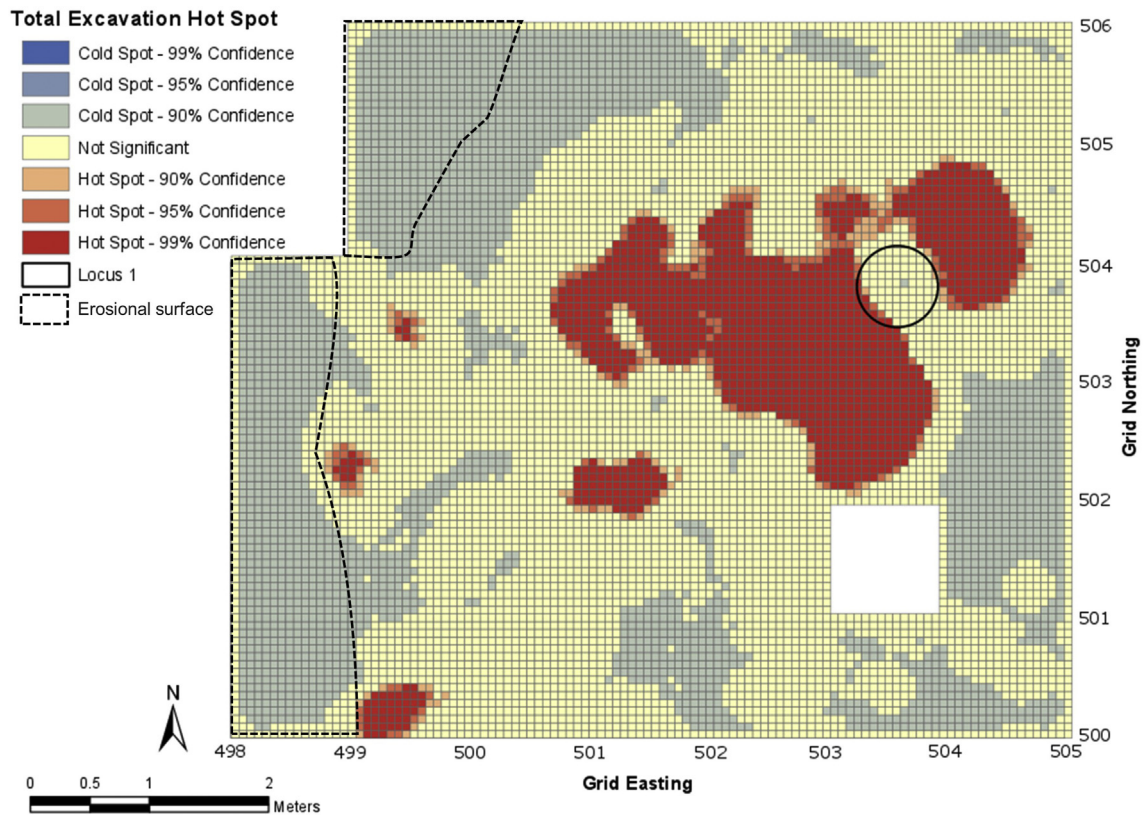 Total Excavation Hot Spot
Cold Spot - 99% Confidence
Cold Spot - 95% Confidence
Cold Spot - 90% Confidence
Not Significant
Hot Spot - 90% Confidence
Hot Spot - 95% Confidence
Hot Spot - 99% Confidence
Locus 1
Erosional surface
506
505
504
503
502
501
500
Grid Northing
498 499 500 501 502 503 504 505
Grid Easting
N
0 0.5 1 2
Meters